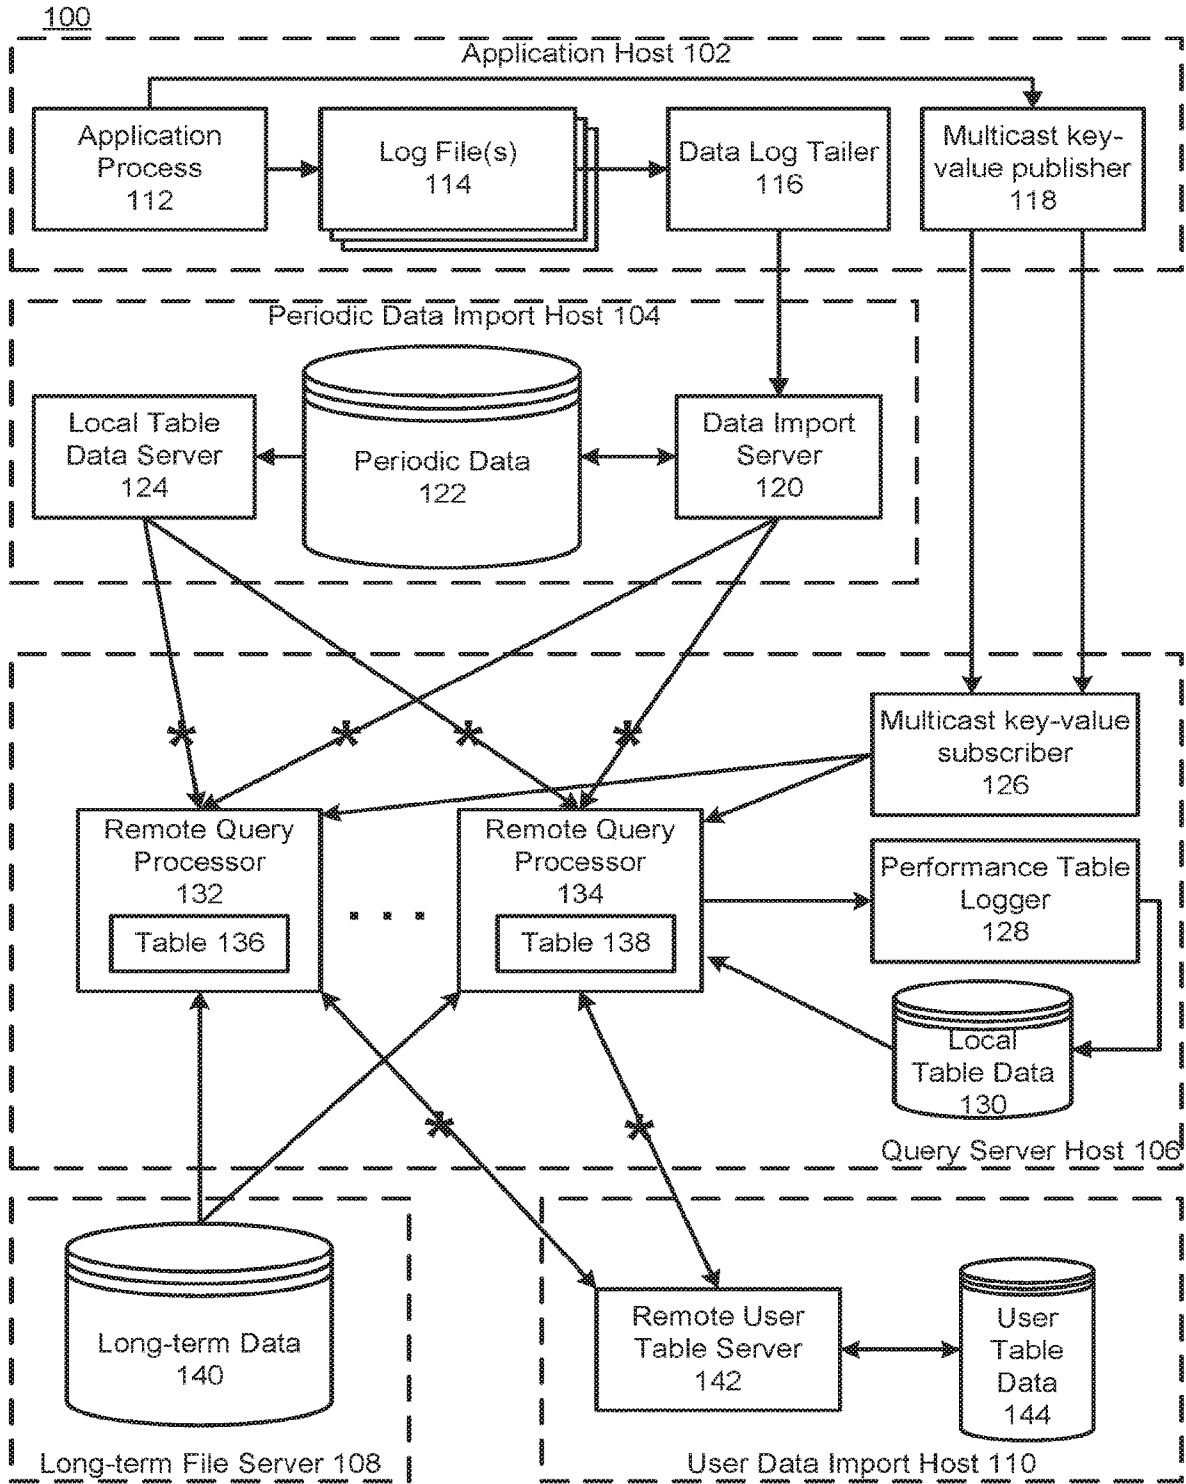 100
Application Host 102
Application
Process
112
Log File(s)
114
Data Log Tailer
116
Multicast key-
value publisher
118
Periodic Data Import Host 104
Local Table
Data Server
124
Periodic Data
122
Data Import
Server
120
Multicast key-value
subscriber
126
Remote Query
Processor
132
Table 136
. . .
Remote Query
Processor
134
Table 138
Performance Table
Logger
128
Local
Table Data
130
Query Server Host 106
Long-term Data
140
Long-term File Server 108
Remote User
Table Server
142
User
Table
Data
144
User Data Import Host 110